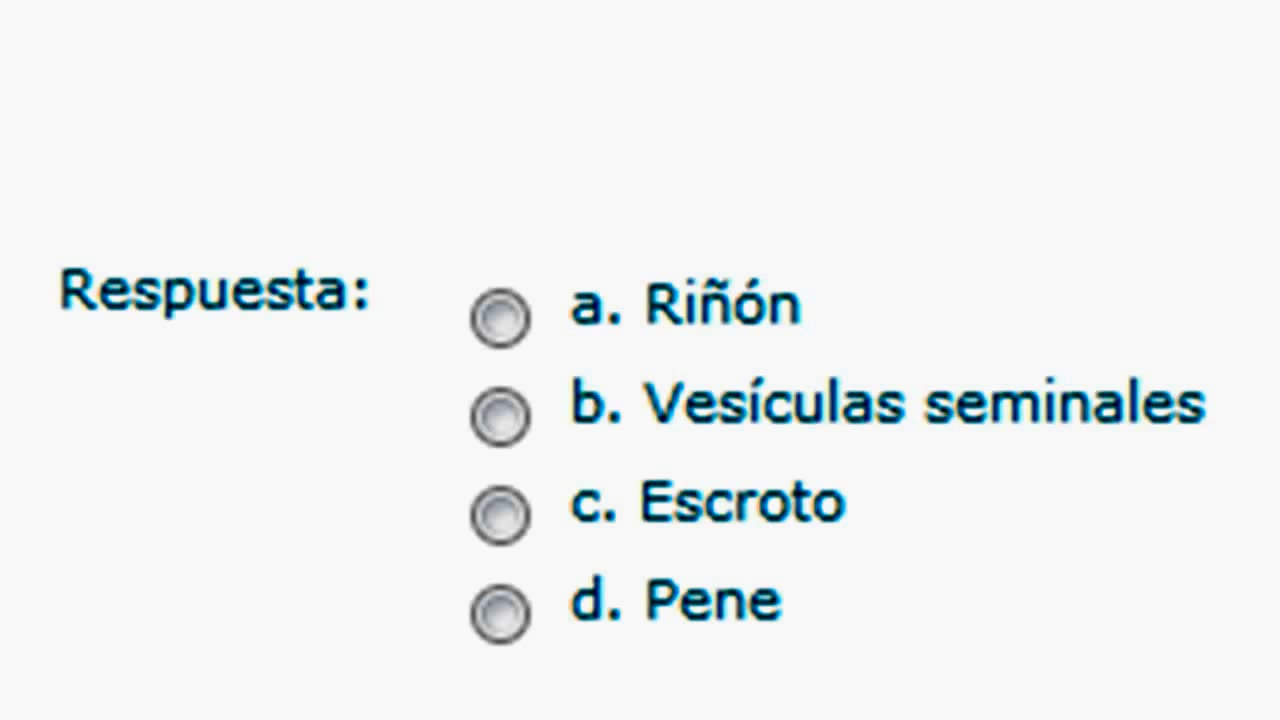 Respuesta:
a. Riñón
b. Vesículas seminales
c. Escroto
d. Pene